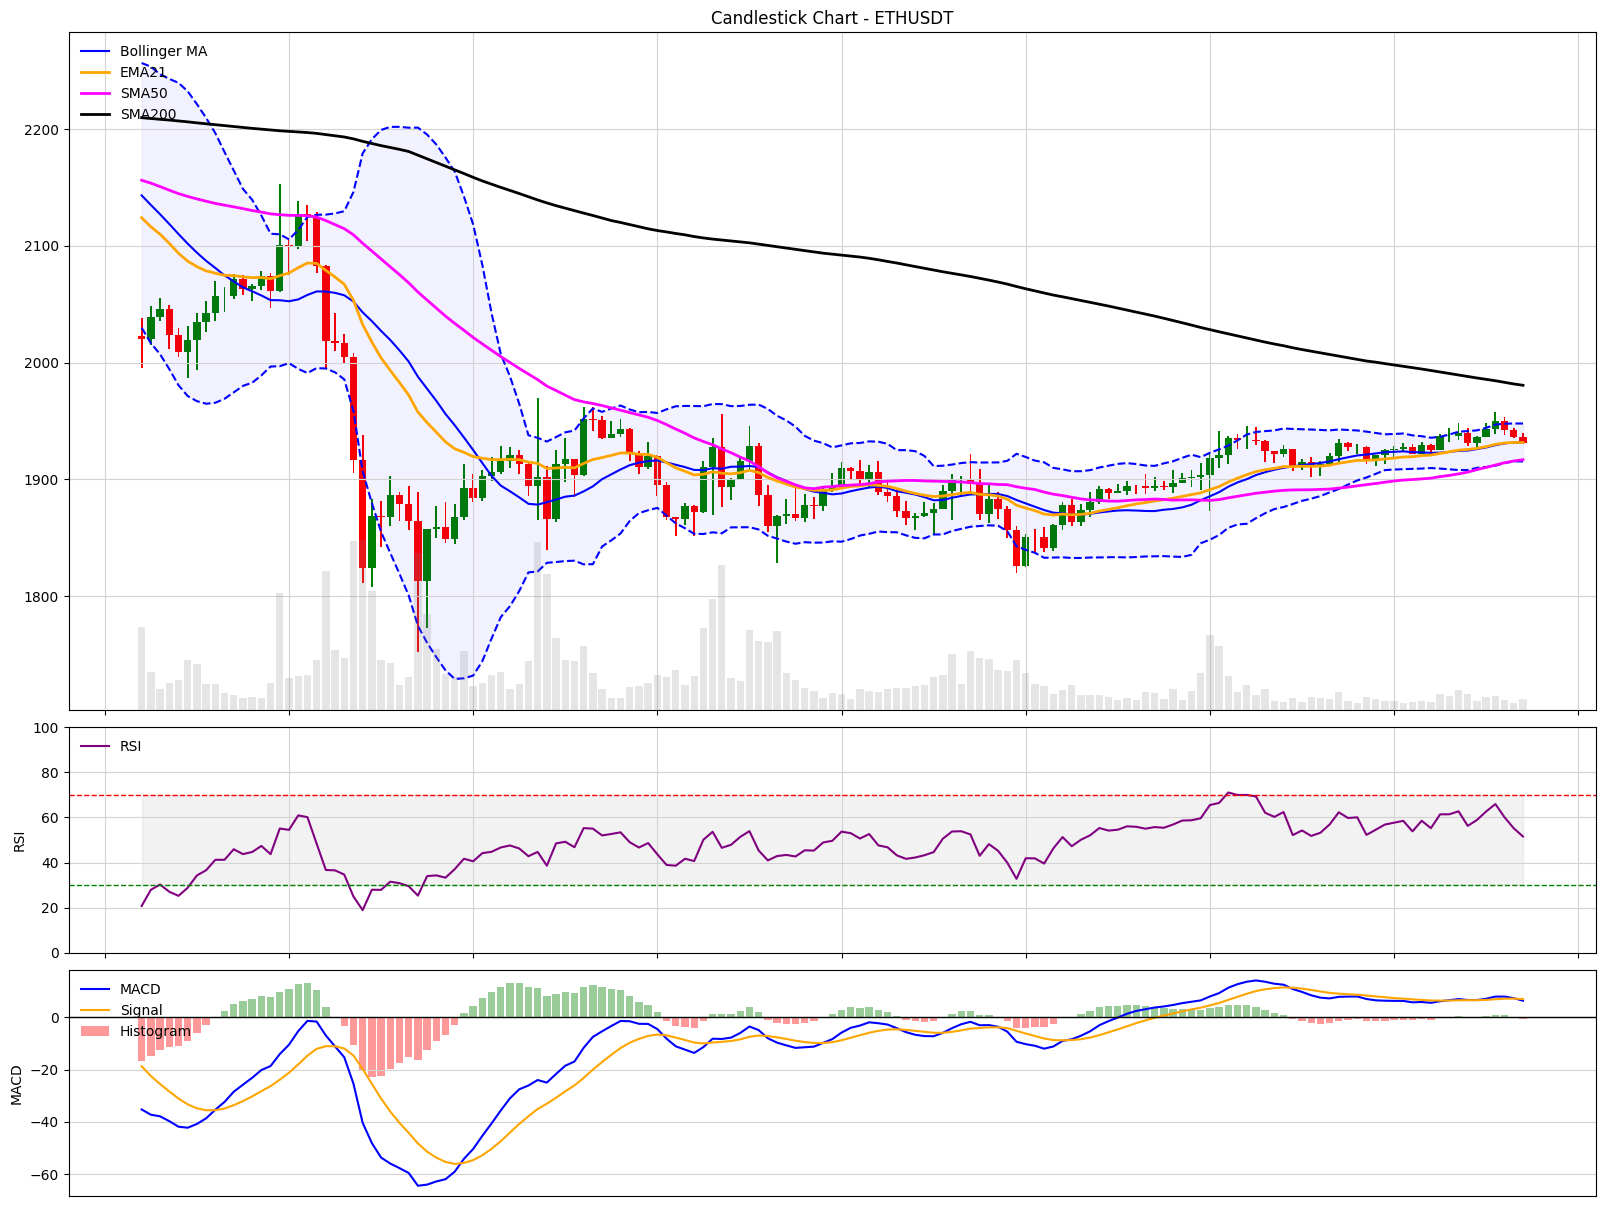 Candlestick Chart - ETHUSDT
Bollinger MA
EMA21
SMA50
SMA200
2200
2100
2000
1900
1800
RSI
100
80
60
40
20
0
RSI
MACD
Signal
Histogram
0
−20
−40
−60
MACD